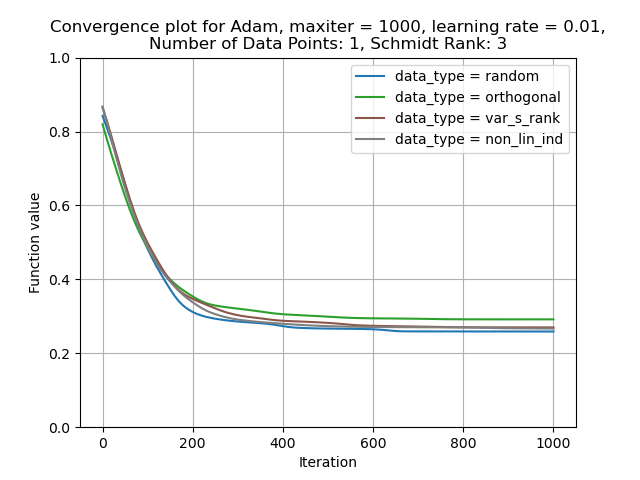 Convergence plot for Adam, maxiter = 1000, learning rate = 0.01,
Number of Data Points: 1, Schmidt Rank: 3
data_type = random
data_type = orthogonal
data_type = var_s_rank
data_type = non_lin_ind
Function value
1.0
0.8
0.6
0.4
0.2
0.0
0 200 400 600 800 1000
Iteration